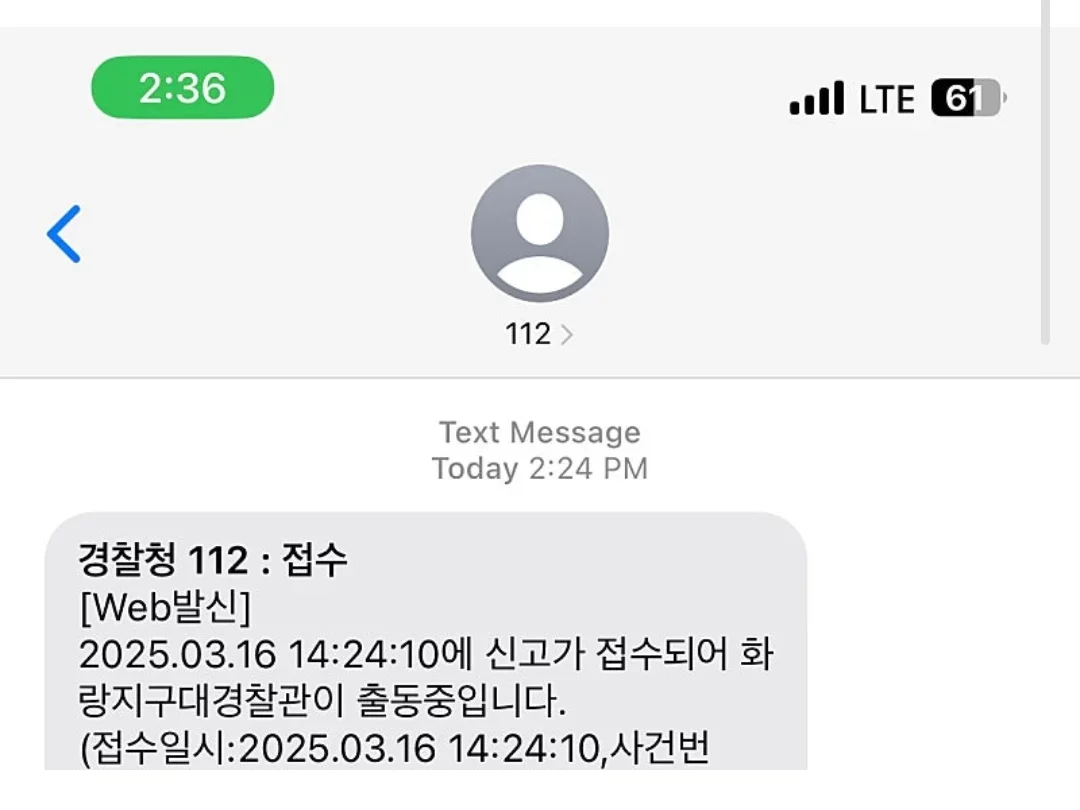 2:36
LTE 61
112
Text Message
Today 2:24 PM
경찰청 112 : 접수
[Web발신]
2025.03.16 14:24:10에 신고가 접수되어 화
랑지구대경찰관이 출동중입니다.
(접수일시:2025.03.16 14:24:10,사건번